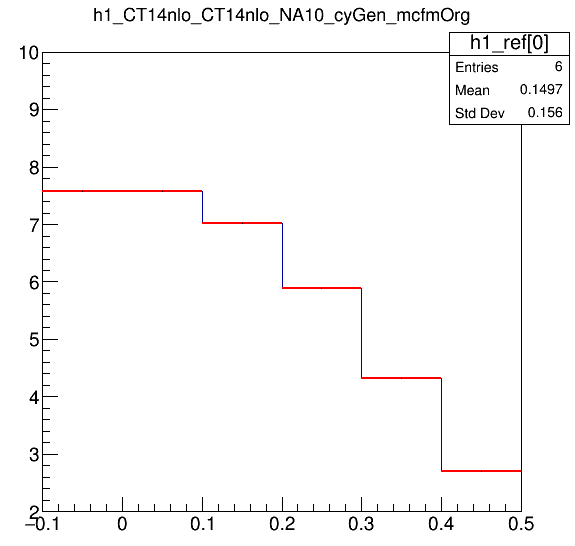 h1_CT14nlo_CT14nlo_NA10_cyGen_mcfmOrg
h1_ref[0]
Entries 6
Mean 0.1497
Std Dev 0.156
10
9
8
7
6
5
4
3
2
−0.1 0 0.1 0.2 0.3 0.4 0.5